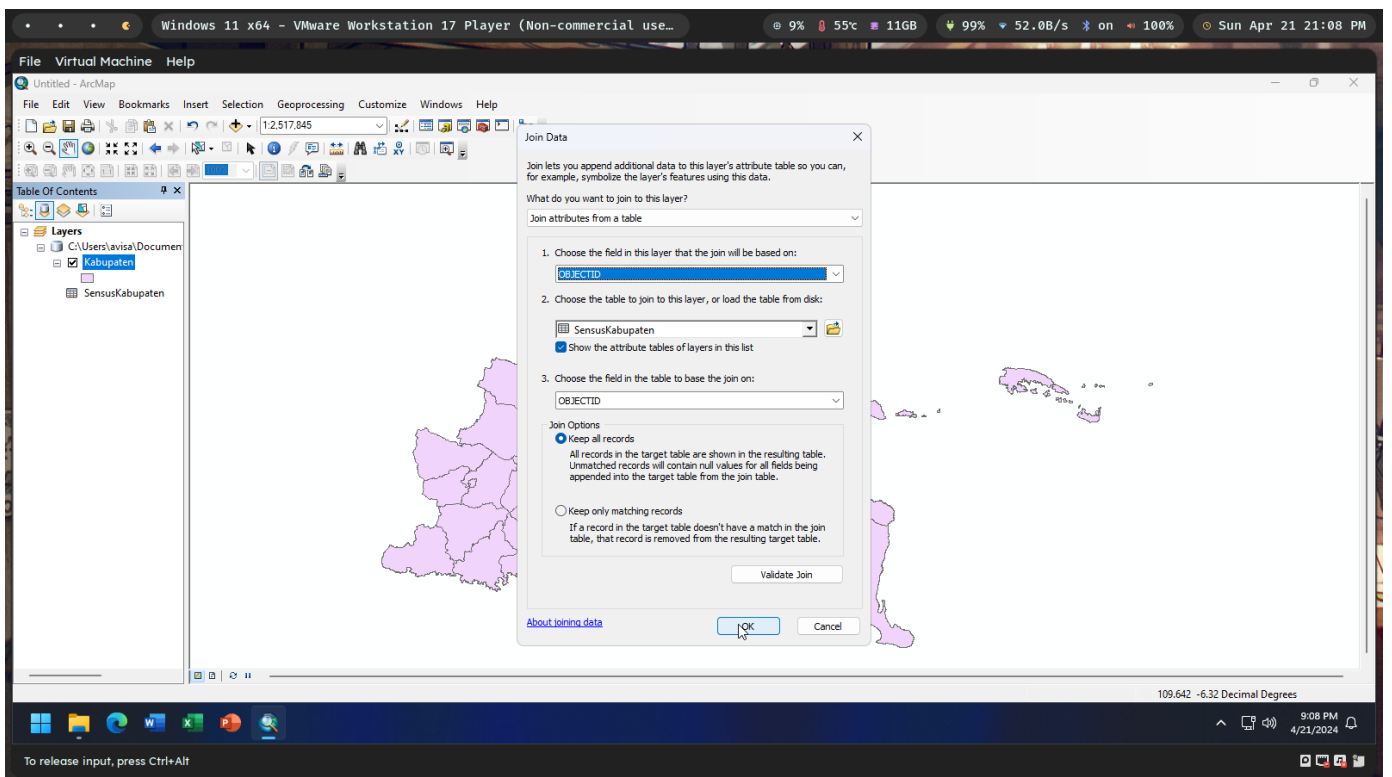 Windows 11 x64 - VMware Workstation 17 Player (Non-commercial use…
9% 55°c 11GB 99% 52.0B/s on 100% Sun Apr 21 21:08 PM
File Virtual Machine Help
Untitled - ArcMap
File Edit View Bookmarks Insert Selection Geoprocessing Customize Windows Help
1:2,517,845
Table Of Contents
Layers
C:\Users\avisa\Documen
Kabupaten
SensusKabupaten
Join Data
Join lets you append additional data to this layer's attribute table so you can,
for example, symbolize the layer's features using this data.
What do you want to join to this layer?
Join attributes from a table
1. Choose the field in this layer that the join will be based on:
OBJECTID
2. Choose the table to join to this layer, or load the table from disk:
SensusKabupaten
Show the attribute tables of layers in this list
3. Choose the field in the table to base the join on:
OBJECTID
Join Options
Keep all records
All records in the target table are shown in the resulting table.
Unmatched records will contain null values for all fields being
appended into the target table from the join table.
Keep only matching records
If a record in the target table doesn't have a match in the join
table, that record is removed from the resulting target table.
Validate Join
About joining data
OK Cancel
109.642 -6.32 Decimal Degrees
9:08 PM
4/21/2024
To release input, press Ctrl+Alt